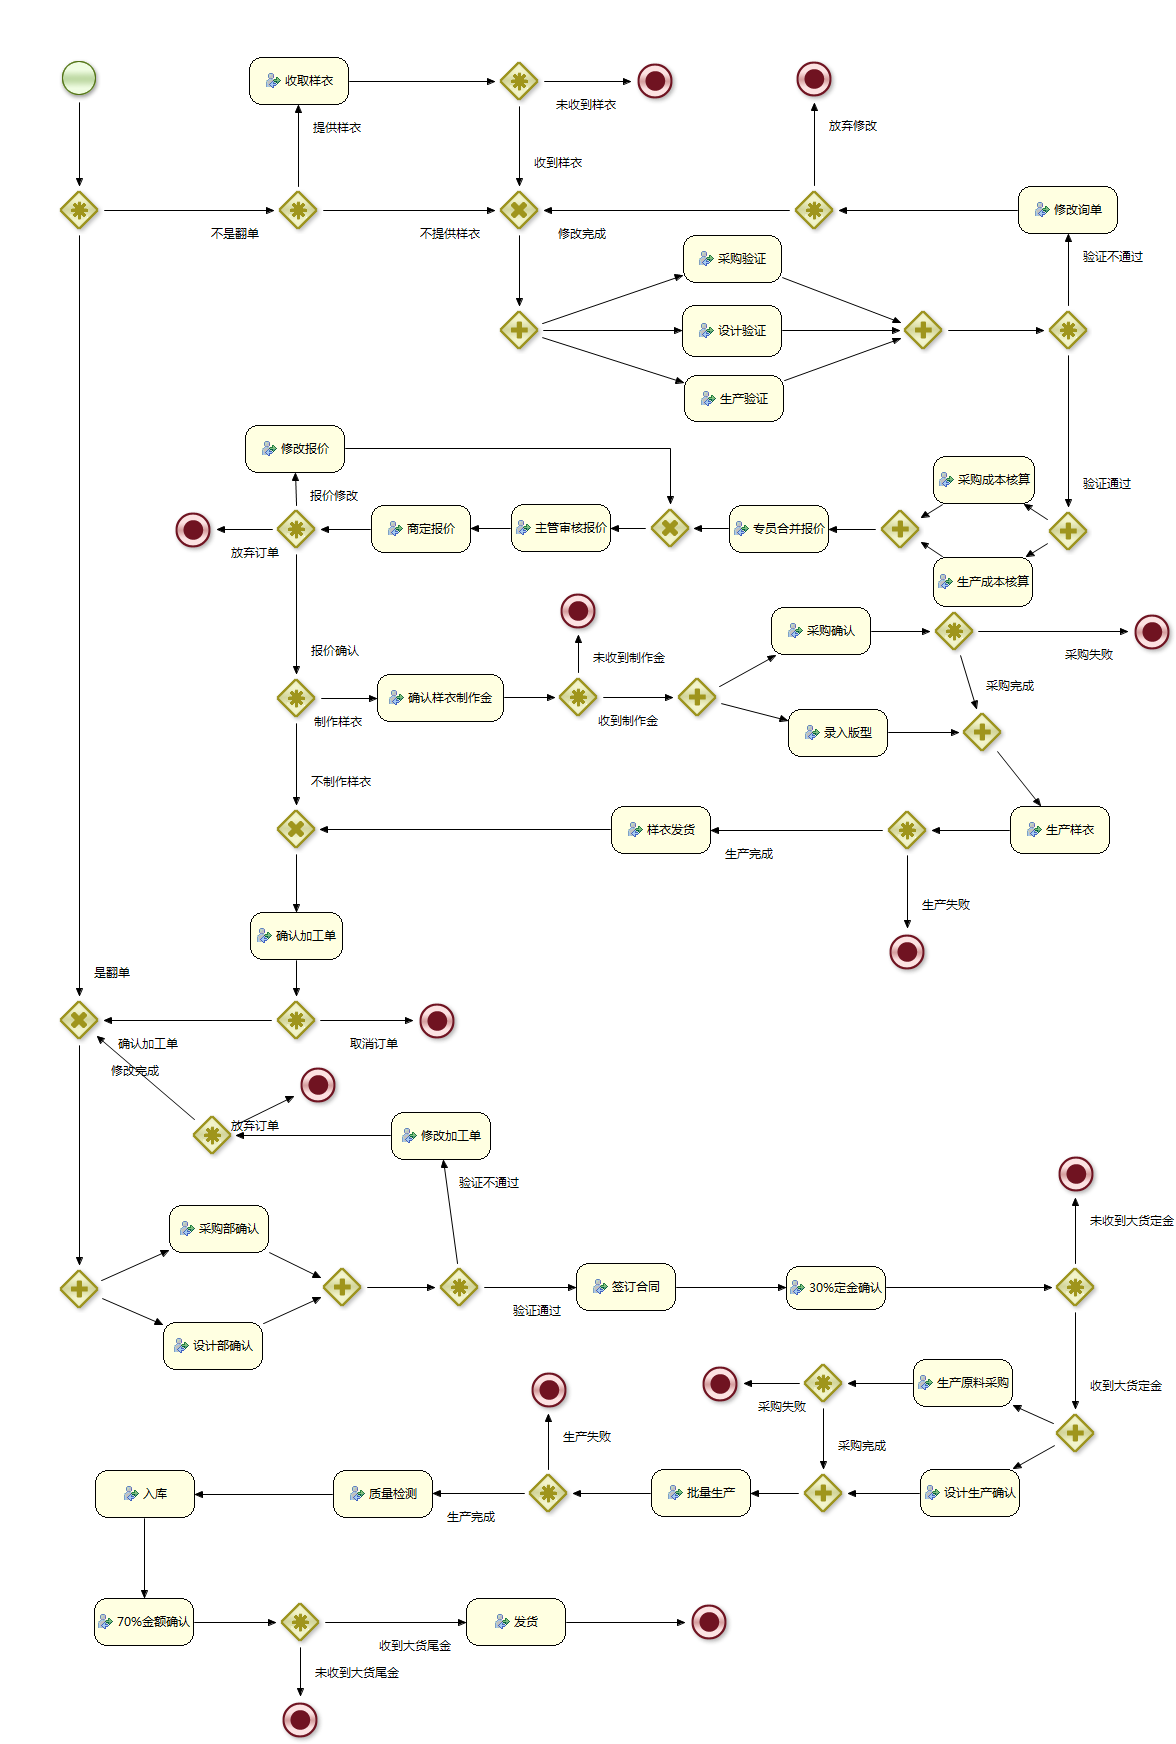 收取样衣
未收到样衣
提供样衣
放弃修改
收到样衣
修改询单
不是翻单
不提供样衣
修改完成
验证不通过
采购验证
设计验证
生产验证
修改报价
采购成本核算
验证通过
报价修改
商定报价
主管审核报价
专员合并报价
放弃订单
生产成本核算
采购确认
报价确认
未收到制作金
采购失败
采购完成
确认样衣制作金
制作样衣
收到制作金
录入版型
不制作样衣
样衣发货
生产样衣
生产完成
生产失败
确认加工单
是翻单
确认加工单
取消订单
修改完成
放弃订单
修改加工单
验证不通过
采购部确认
未收到大货定金
签订合同
30%定金确认
验证通过
设计部确认
生产原料采购
收到大货定金
采购失败
生产失败
采购完成
入库
质量检测
批量生产
设计生产确认
生产完成
70%金额确认
发货
收到大货尾金
未收到大货尾金